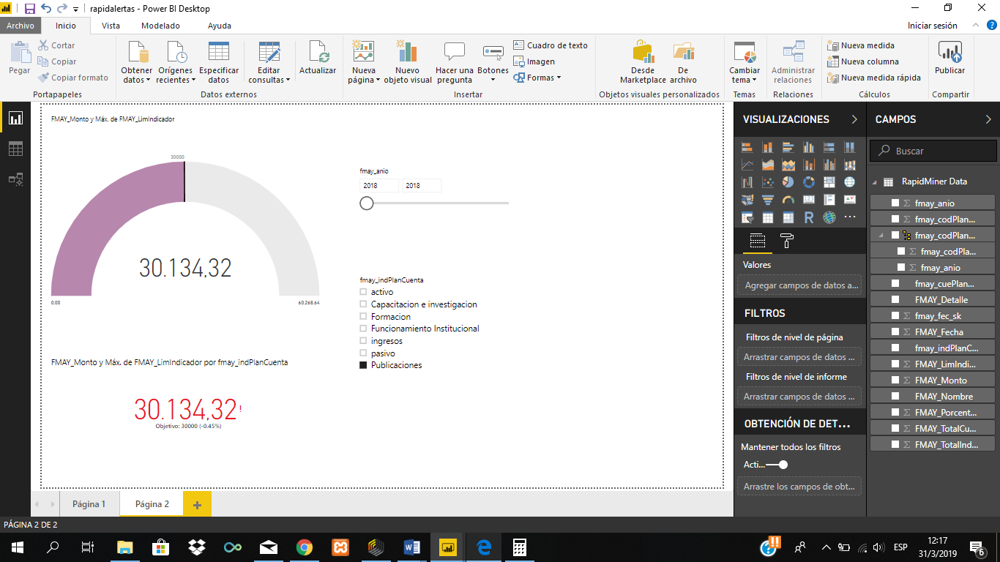 rapidalertas - Power BI Desktop
Archivo Inicio Vista Modelado Ayuda Iniciar sesión
Pegar
Cortar
Copiar
Copiar formato
Portapapeles
Obtener datos
Orígenes recientes
Especificar datos
Editar consultas
Actualizar
Datos externos
Nueva página
Nuevo objeto visual
Hacer una pregunta
Botones
Cuadro de texto
Imagen
Formas
Insertar
Desde Marketplace
De archivo
Objetos visuales personalizados
Cambiar tema
Temas
Administrar relaciones
Relaciones
Nueva medida
Nueva columna
Nueva medida rápida
Cálculos
Publicar
Compartir
FMAY_Monto y Máx. de FMAY_LimIndicador
30000
30.134,32
0.00
60.268.64
fmay_anio
2018 2018
fmay_indPlanCuenta
activo
Capacitacion e investigacion
Formacion
Funcionamiento Institucional
ingresos
pasivo
Publicaciones
FMAY_Monto y Máx. de FMAY_LimIndicador por fmay_indPlanCuenta
30.134,32!
Objetivo: 30000 (-0.45%)
VISUALIZACIONES
R
Valores
Agregar campos de datos a...
FILTROS
Filtros de nivel de página
Arrastrar campos de datos ...
Filtros de nivel de informe
Arrastrar campos de datos ...
OBTENCIÓN DE DET...
Mantener todos los filtros
Acti...
Arrastre los campos de obt...
CAMPOS
Buscar
RapidMiner Data
fmay_anio
fmay_codPlan...
fmay_codPlan...
fmay_codPla...
fmay_anio
fmay_cuePlan...
FMAY_Detalle
fmay_fec_sk
FMAY_Fecha
fmay_indPlanC...
FMAY_LimIndi...
FMAY_Monto
FMAY_Nombre
FMAY_Porcent...
FMAY_TotalCu...
FMAY_TotalInd...
Página 1 Página 2 +
PÁGINA 2 DE 2
ESP
12:17
31/3/2019
6